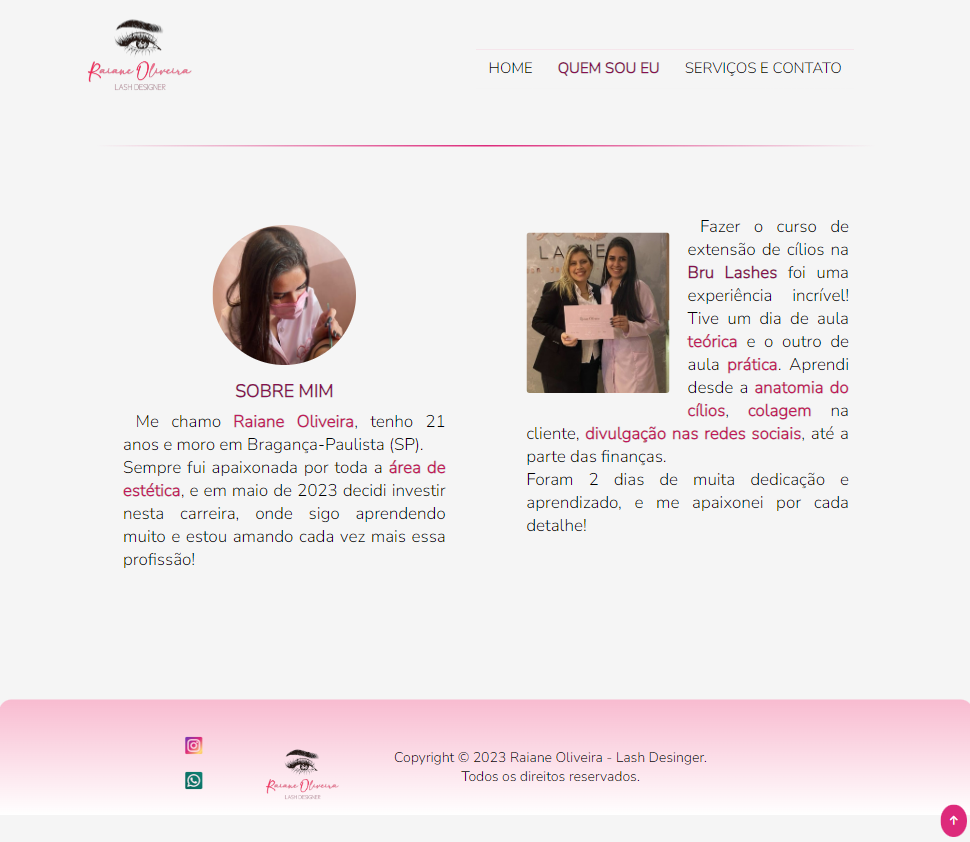 Raiane Oliveira
LASH DESIGNER
HOME QUEM SOU EU SERVIÇOS E CONTATO
SOBRE MIM
Me chamo Raiane Oliveira, tenho 21
anos e moro em Bragança-Paulista (SP).
Sempre fui apaixonada por toda a área de
estética, e em maio de 2023 decidi investir
nesta carreira, onde sigo aprendendo
muito e estou amando cada vez mais essa
profissão!
LASHE
Fazer o curso de
extensão de cílios na
Bru Lashes foi uma
experiência incrível!
Tive um dia de aula
teórica e o outro de
aula prática. Aprendi
desde a anatomia do
cílios, colagem na
cliente, divulgação nas redes sociais, até a
parte das finanças.
Foram 2 dias de muita dedicação e
aprendizado, e me apaixonei por cada
detalhe!
Raiane Oliveira
LASH DESIGNER
Copyright © 2023 Raiane Oliveira - Lash Desinger.
Todos os direitos reservados.